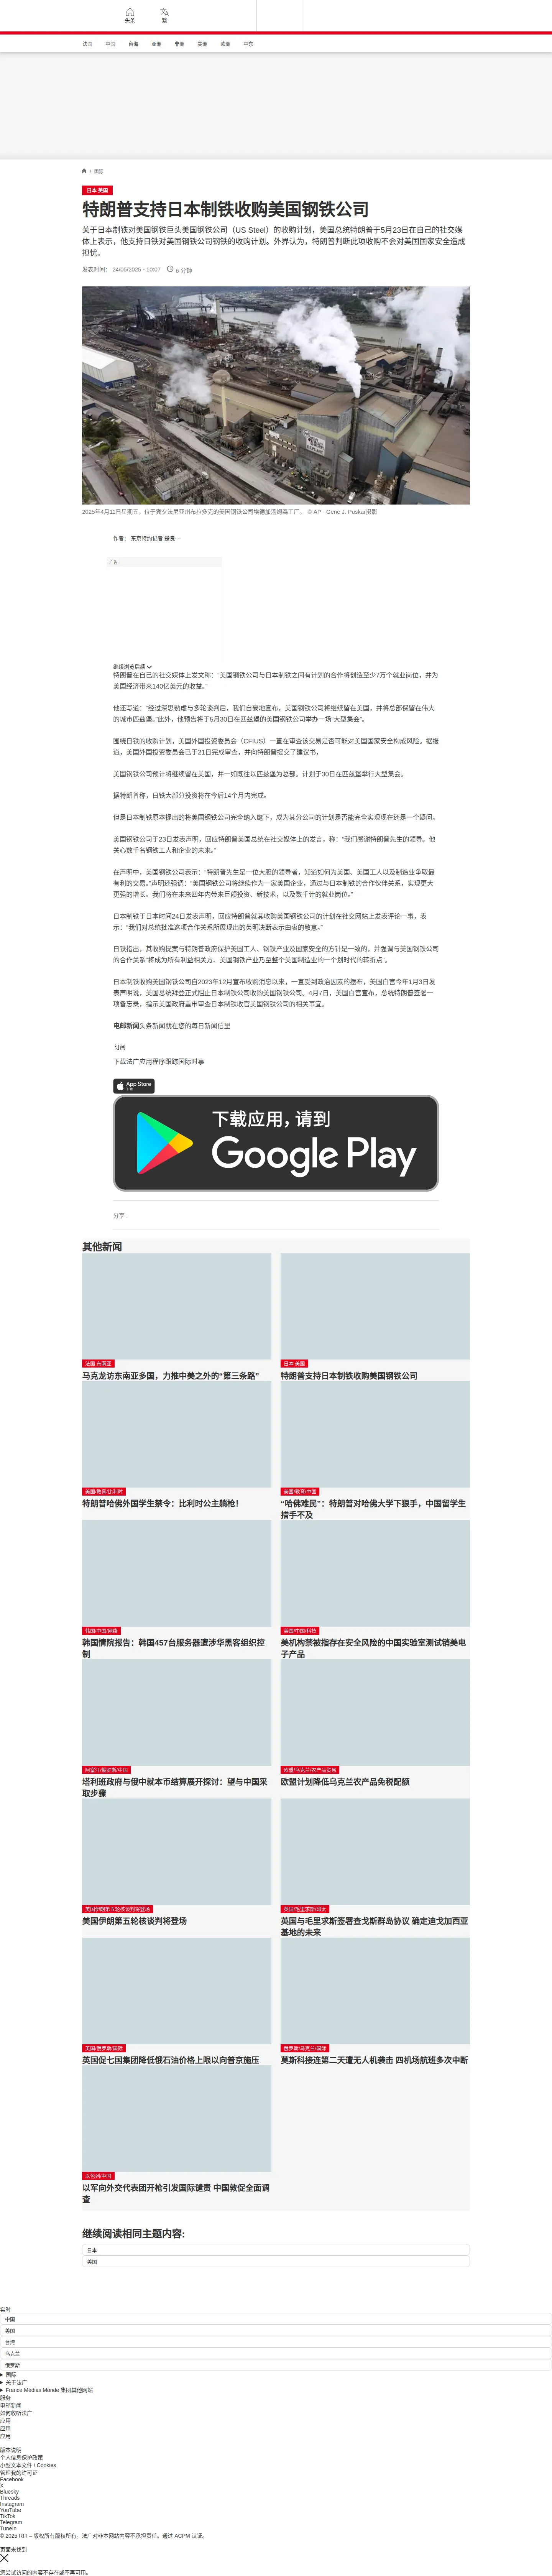 头条
繁
法国
中国
台海
亚洲
非洲
美洲
欧洲
中东
/ 国际
日本 美国
特朗普支持日本制铁收购美国钢铁公司
关于日本制铁对美国钢铁巨头美国钢铁公司（US Steel）的收购计划，美国总统特朗普于5月23日在自己的社交媒
体上表示，他支持日铁对美国钢铁公司钢铁的收购计划。外界认为，特朗普判断此项收购不会对美国国家安全造成
担忧。
发表时间： 24/05/2025 - 10:07 6 分钟
2025年4月11日星期五，位于宾夕法尼亚州布拉多克的美国钢铁公司埃德加汤姆森工厂。 © AP - Gene J. Puskar摄影
作者： 东京特约记者 楚良一
广告
继续浏览后续
特朗普在自己的社交媒体上发文称：“美国钢铁公司与日本制铁之间有计划的合作将创造至少7万个就业岗位，并为
美国经济带来140亿美元的收益。”
他还写道：“经过深思熟虑与多轮谈判后，我们自豪地宣布，美国钢铁公司将继续留在美国，并将总部保留在伟大
的城市匹兹堡。”此外，他预告将于5月30日在匹兹堡的美国钢铁公司举办一场“大型集会”。
围绕日铁的收购计划，美国外国投资委员会（CFIUS）一直在审查该交易是否可能对美国国家安全构成风险。据报
道，美国外国投资委员会已于21日完成审查，并向特朗普提交了建议书，
美国钢铁公司预计将继续留在美国，并一如既往以匹兹堡为总部。计划于30日在匹兹堡举行大型集会。
据特朗普称，日铁大部分投资将在今后14个月内完成。
但是日本制铁原本提出的将美国钢铁公司完全纳入麾下，成为其分公司的计划是否能完全实现现在还是一个疑问。
美国钢铁公司于23日发表声明，回应特朗普美国总统在社交媒体上的发言，称：“我们感谢特朗普先生的领导。他
关心数千名钢铁工人和企业的未来。”
在声明中，美国钢铁公司表示：“特朗普先生是一位大胆的领导者，知道如何为美国、美国工人以及制造业争取最
有利的交易。”声明还强调：“美国钢铁公司将继续作为一家美国企业，通过与日本制铁的合作伙伴关系，实现更大
更强的增长。我们将在未来四年内带来巨额投资、新技术，以及数千计的就业岗位。”
日本制铁于日本时间24日发表声明，回应特朗普就其收购美国钢铁公司的计划在社交网站上发表评论一事，表
示：“我们对总统批准这项合作关系所展现出的英明决断表示由衷的敬意。”
日铁指出，其收购提案与特朗普政府保护美国工人、钢铁产业及国家安全的方针是一致的，并强调与美国钢铁公司
的合作关系“将成为所有利益相关方、美国钢铁产业乃至整个美国制造业的一个划时代的转折点”。
日本制铁收购美国钢铁公司自2023年12月宣布收购消息以来，一直受到政治因素的摆布，美国白宫今年1月3日发
表声明说，美国总统拜登正式阻止日本制铁公司收购美国钢铁公司。4月7日，美国白宫宣布，总统特朗普签署一
项备忘录，指示美国政府重申审查日本制铁收官美国钢铁公司的相关事宜。
电邮新闻头条新闻就在您的每日新闻信里
订阅
下载法广应用程序跟踪国际时事
App Store
下载
下载应用，请到
Google Play
分享 :
其他新闻
法国 东南亚
马克龙访东南亚多国，力推中美之外的“第三条路”
日本 美国
特朗普支持日本制铁收购美国钢铁公司
美国/教育/比利时
特朗普哈佛外国学生禁令：比利时公主躺枪！
美国/教育/中国
“哈佛难民”：特朗普对哈佛大学下狠手，中国留学生
措手不及
韩国/中国/网络
韩国情院报告：韩国457台服务器遭涉华黑客组织控
制
美国/中国/科技
美机构禁被指存在安全风险的中国实验室测试销美电
子产品
阿富汗/俄罗斯/中国
塔利班政府与俄中就本币结算展开探讨：望与中国采
取步骤
欧盟/乌克兰/农产品贸易
欧盟计划降低乌克兰农产品免税配额
美国伊朗第五轮核谈判将登场
美国伊朗第五轮核谈判将登场
英国/毛里求斯/印太
英国与毛里求斯签署查戈斯群岛协议 确定迪戈加西亚
基地的未来
英国/俄罗斯/国际
英国促七国集团降低俄石油价格上限以向普京施压
俄罗斯/乌克兰/国际
莫斯科接连第二天遭无人机袭击 四机场航班多次中断
以色列/中国
以军向外交代表团开枪引发国际谴责 中国敦促全面调
查
继续阅读相同主题内容:
日本
美国
实时
中国
美国
台湾
乌克兰
俄罗斯
国际
关于法广
France Médias Monde 集团其他网站
服务
电邮新闻
如何收听法广
应用
应用
应用
版本说明
个人信息保护政策
小型文本文件 / Cookies
管理我的许可证
Facebook
X
Bluesky
Threads
Instagram
YouTube
TikTok
Telegram
TuneIn
© 2025 RFI – 版权所有版权所有。法广对非本网站内容不承担责任。通过 ACPM 认证。
页面未找到
您尝试访问的内容不存在或不再可用。